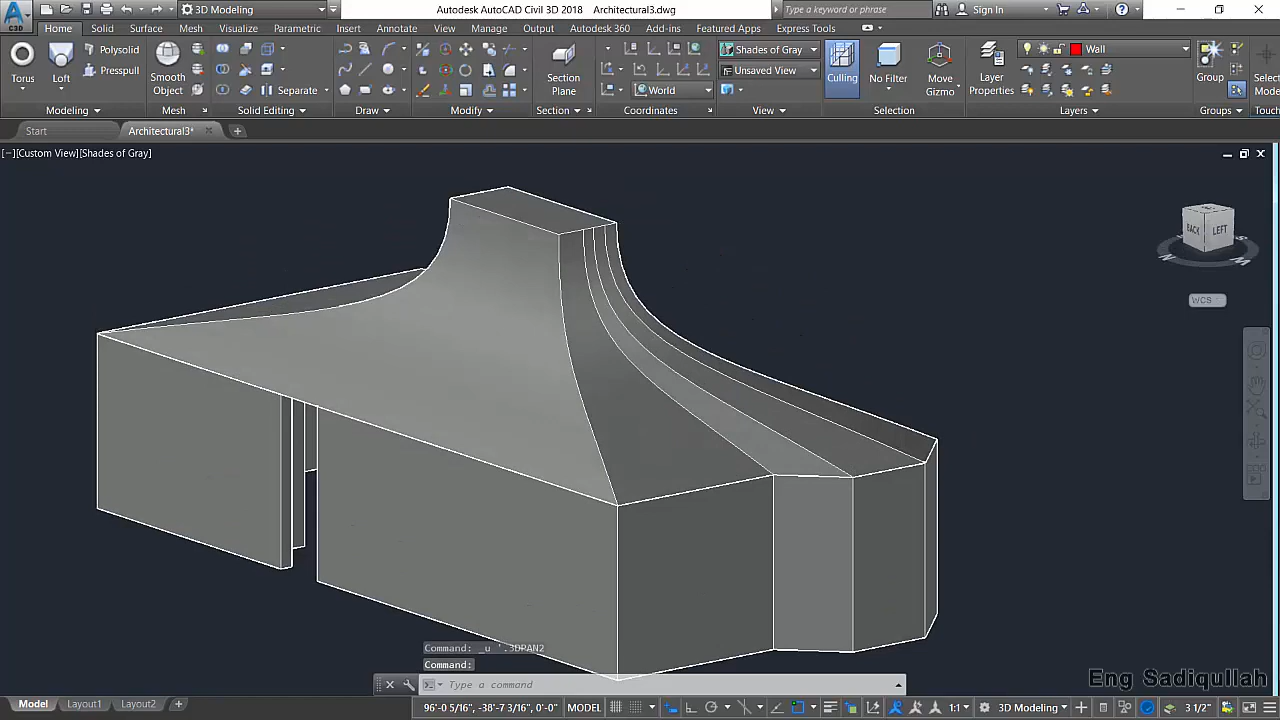 3D Modeling
Autodesk AutoCAD Civil 3D 2018 Architectural3.dwg
Type a keyword or phrase
Sign In
C3D
Home Solid Surface Mesh Visualize Parametric Insert Annotate View Manage Output Autodesk 360 Add-ins Featured Apps Express Tools
Torus
Loft
Polysolid
Presspull
Smooth Object
Separate
Section Plane
World
Shades of Gray
Unsaved View
Culling
No Filter
Move Gizmo
Layer Properties
Wall
Group
Modeling
Mesh
Solid Editing
Draw
Modify
Section
Coordinates
View
Selection
Layers
Groups
Start
Architectural3*
[−][Custom View][Shades of Gray]
BACK
LEFT
WCS
Command: _u '.3DPAN2
Command:
Type a command
Eng Sadiqullah
Model Layout1 Layout2
96'-0 5/16", -38'-7 3/16", 0'-0"
MODEL
1:1
3D Modeling
3 1/2"